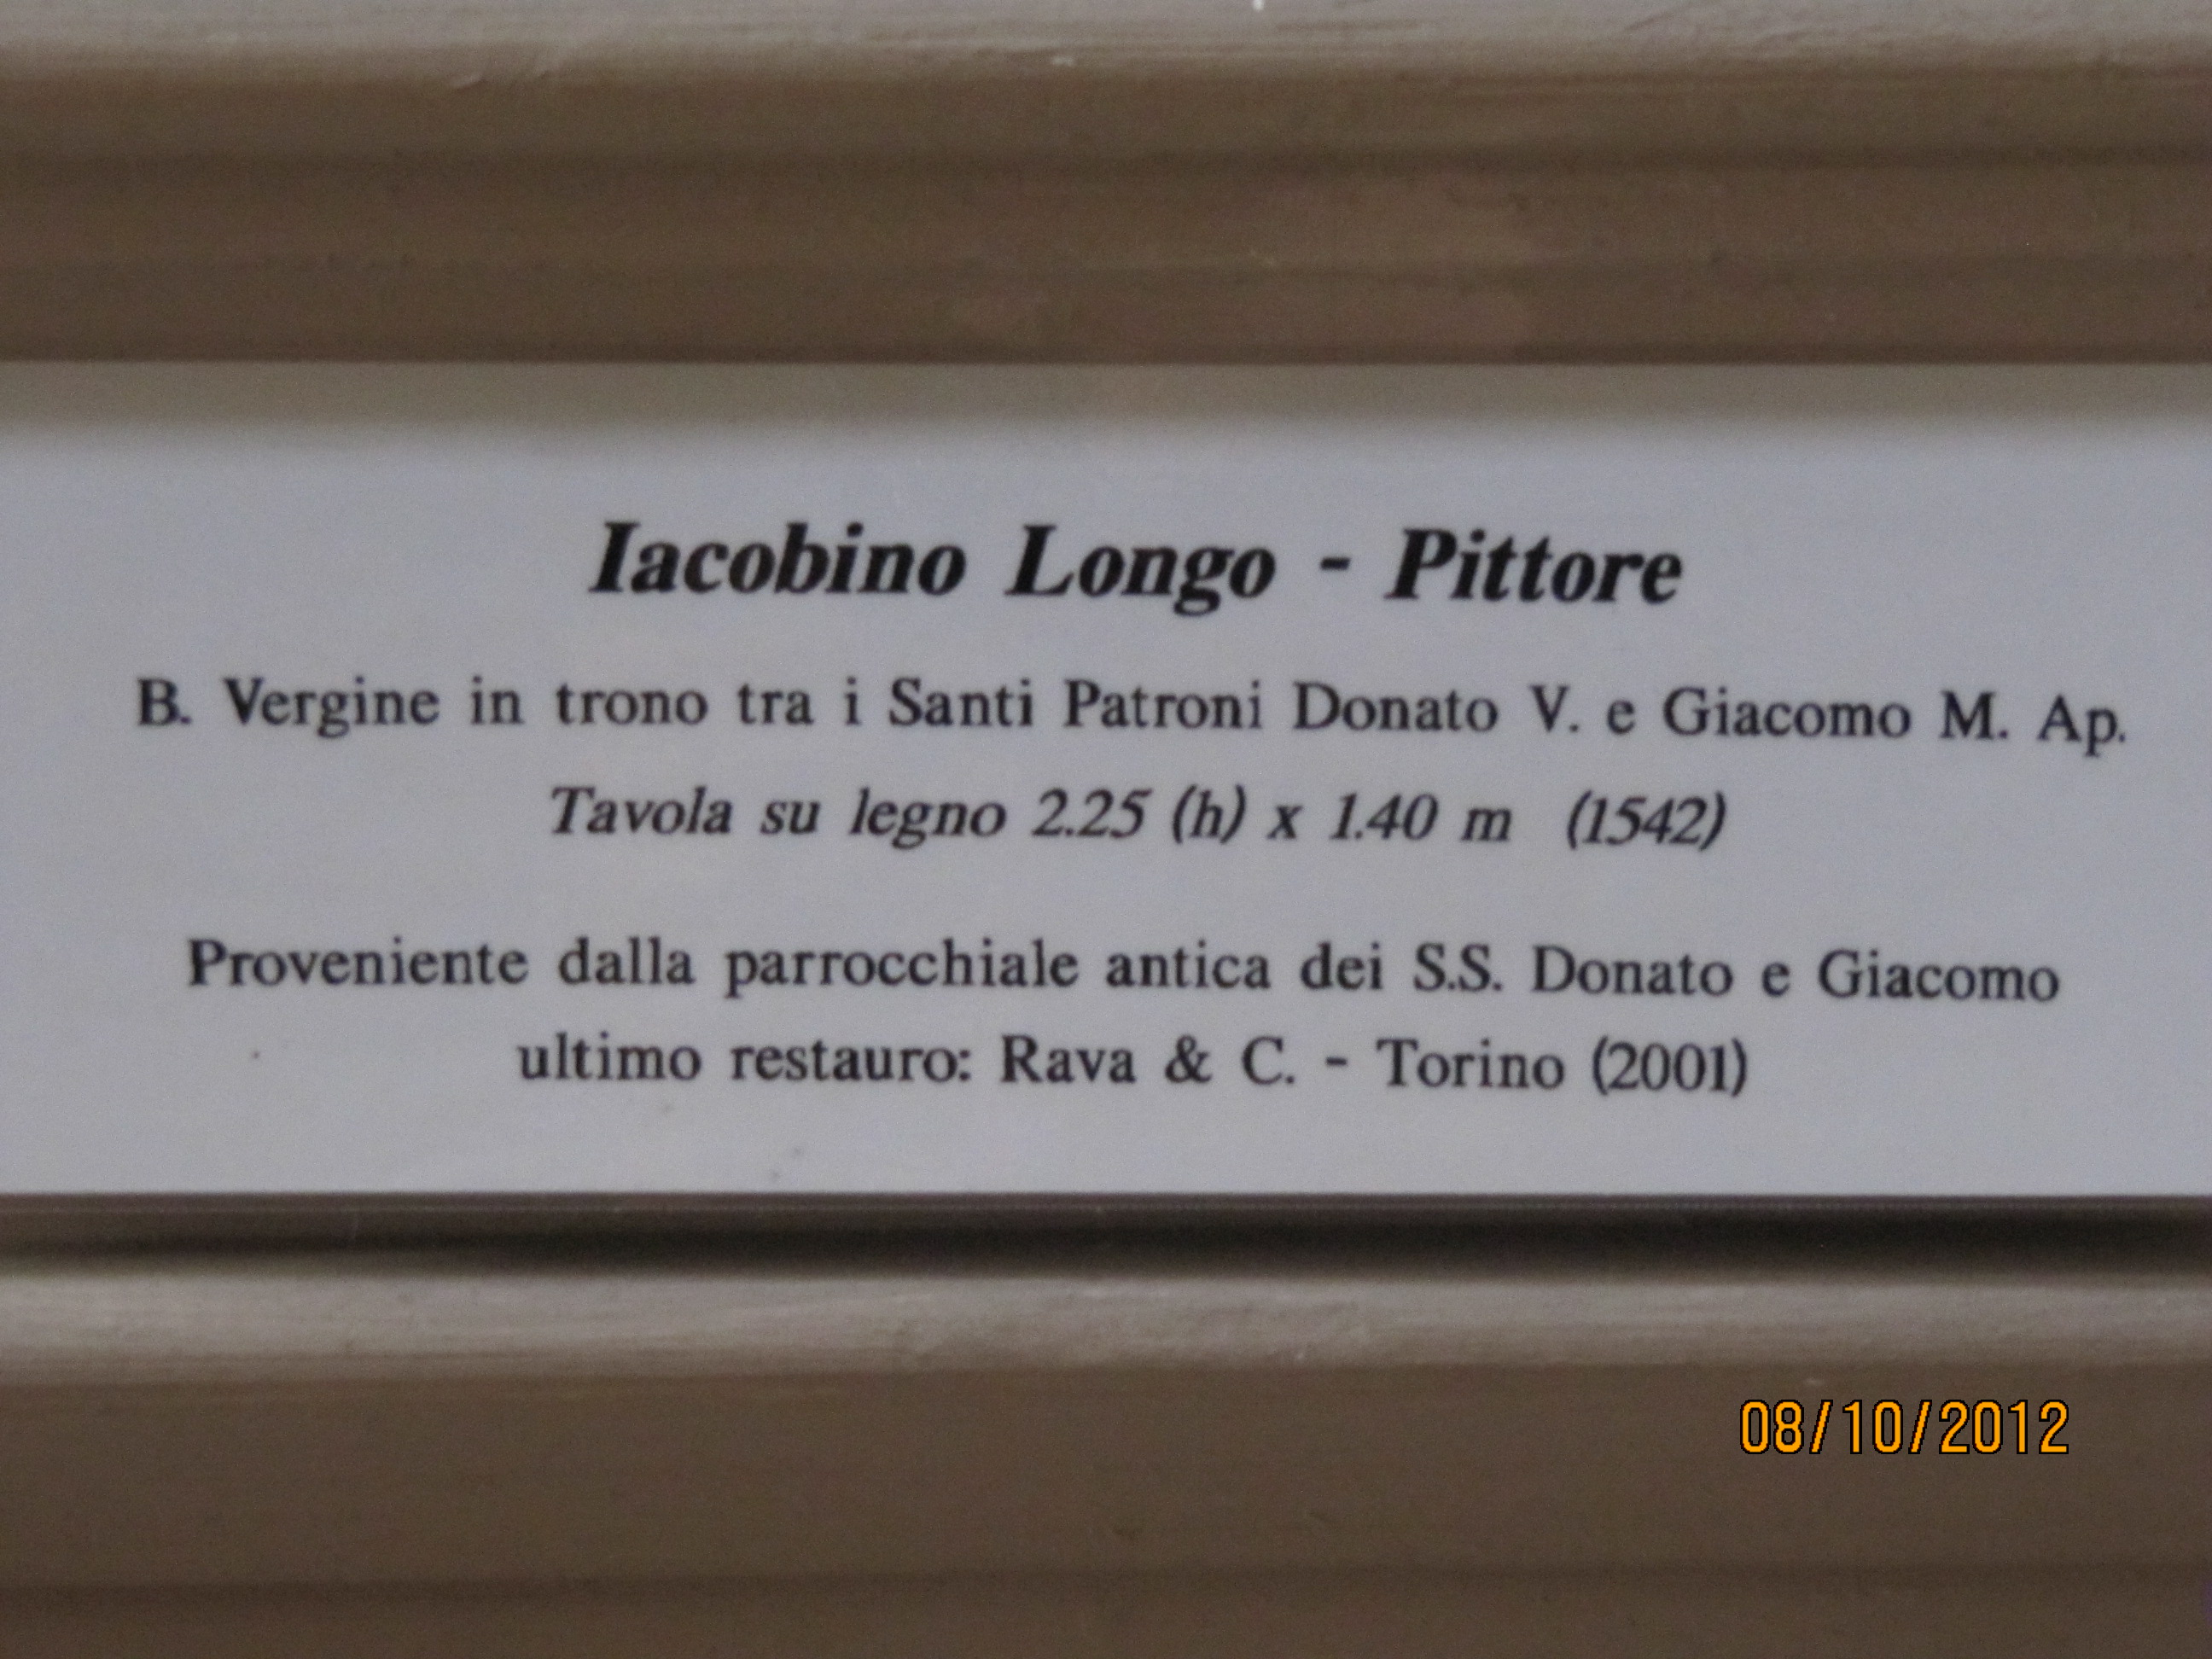 Iacobino Longo - Pittore
B. Vergine in trono tra i Santi Patroni Donato V. e Giacomo M. Ap.
Tavola su legno 2.25 (h) x 1.40 m (1542)
Proveniente dalla parrocchiale antica dei S.S. Donato e Giacomo
ultimo restauro: Rava & C. - Torino (2001)
08/10/2012